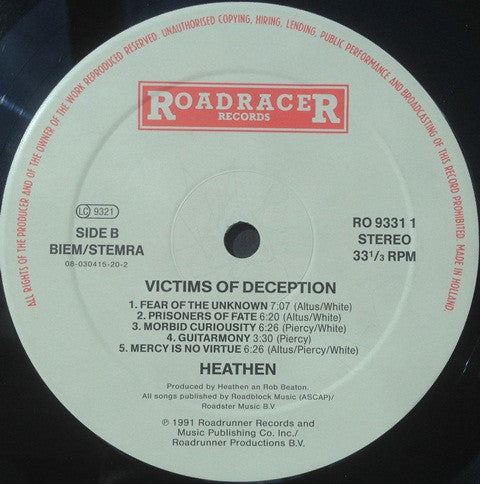 ALL RIGHTS OF THE PRODUCER AND OF THE OWNER OF THE WORK REPRODUCED RESERVED. UNAUTHORISED COPYING, HIRING, LENDING, PUBLIC PERFORMANCE AND BROADCASTING OF THIS RECORD PROHIBITED. MADE IN HOLLAND.
ROADRACER
RECORDS
LC 9321
SIDE B
BIEM/STEMRA
08-030415-20-2
RO 9331 1
STEREO
33 1/3 RPM
VICTIMS OF DECEPTION
1. FEAR OF THE UNKNOWN 7:07 (Altus/White)
2. PRISONERS OF FATE 6:20 (Altus/White)
3. MORBID CURIOUSITY 6:26 (Piercy/White)
4. GUITARMONY 3:30 (Piercy)
5. MERCY IS NO VIRTUE 6:26 (Altus/Piercy/White)
HEATHEN
Produced by Heathen an Rob Beaton.
All songs published by Roadblock Music (ASCAP)/
Roadster Music B.V
℗ 1991 Roadrunner Records and
Music Publishing Co. Inc./
Roadrunner Productions B.V.